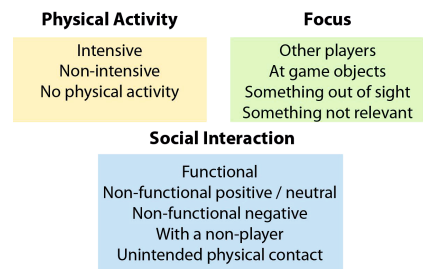 Physical Activity
Intensive
Non-intensive
No physical activity
Focus
Other players
At game objects
Something out of sight
Something not relevant
Social Interaction
Functional
Non-functional positive / neutral
Non-functional negative
With a non-player
Unintended physical contact